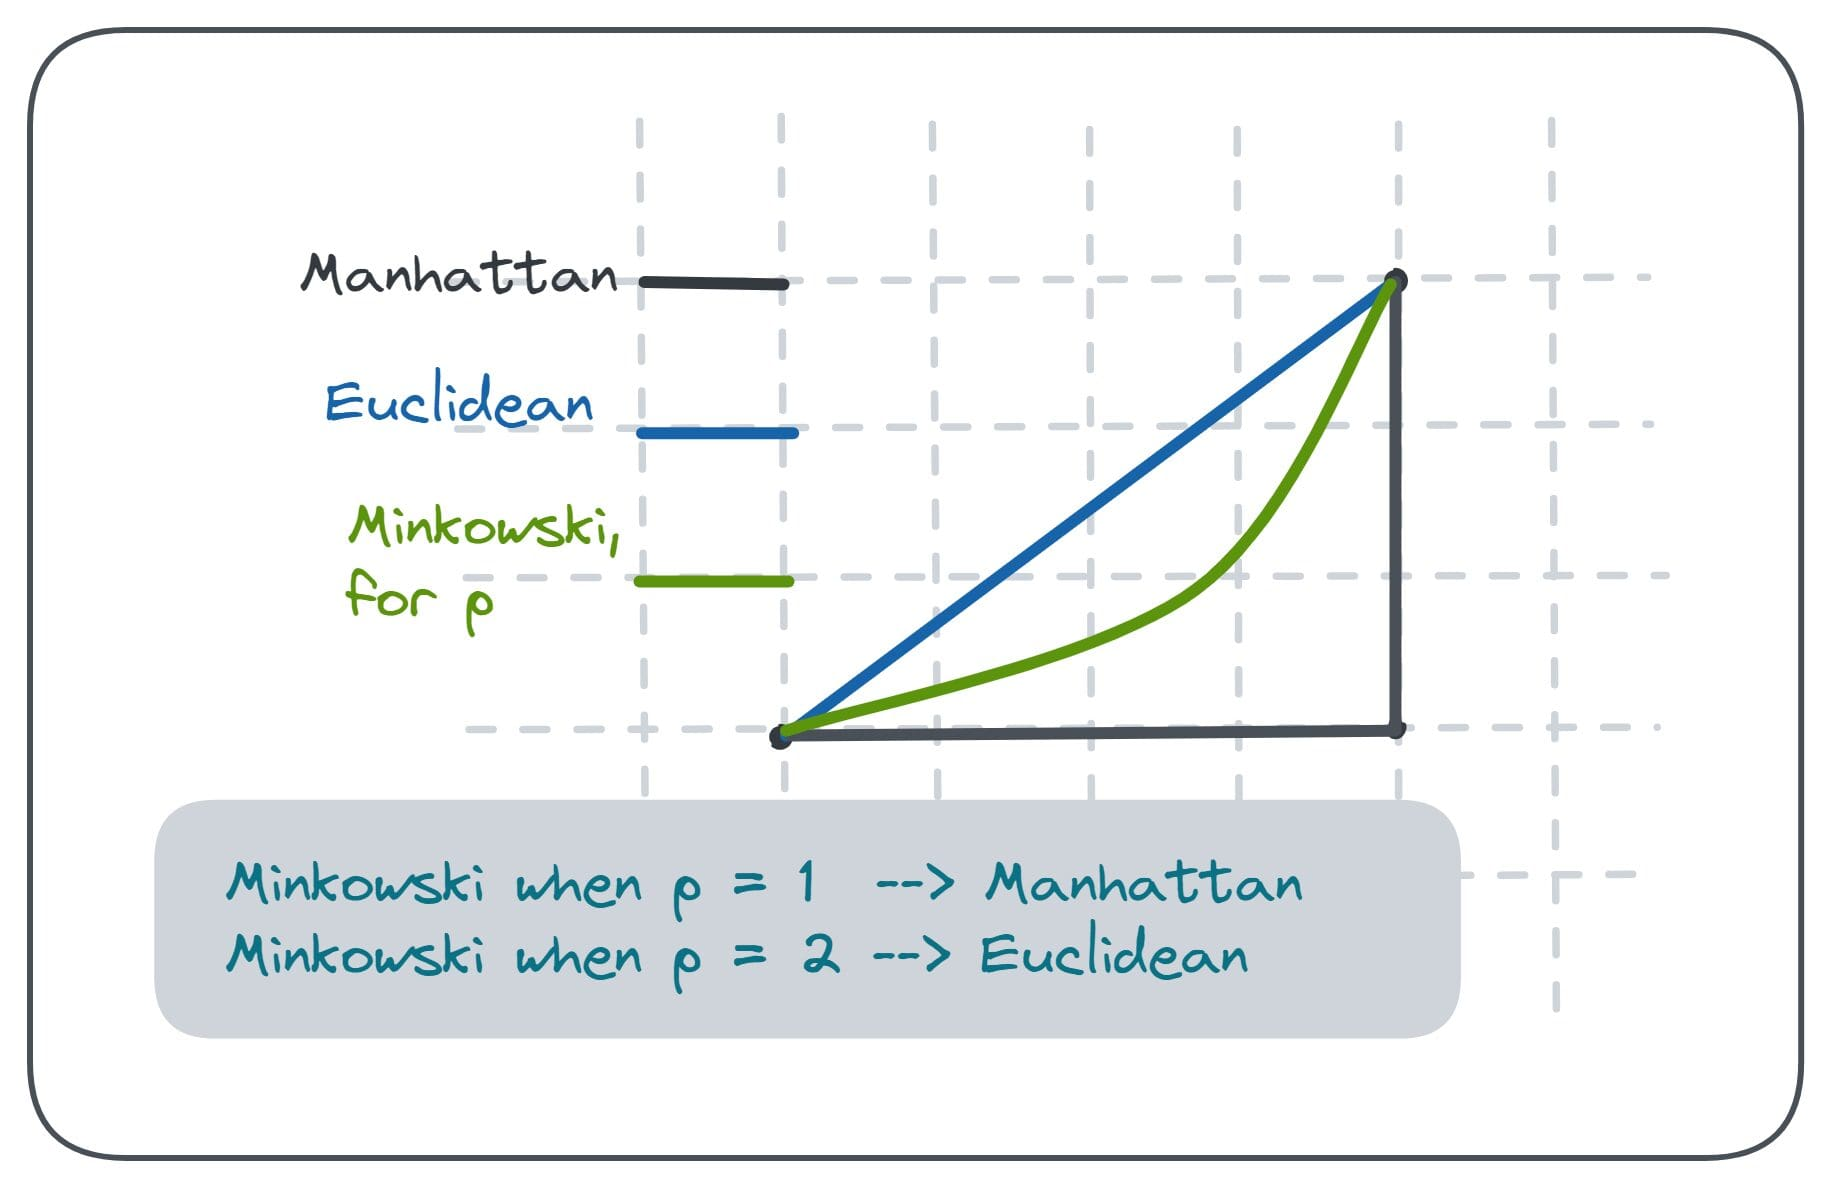 Manhattan
Euclidean
Minkowski,
for p
Minkowski when p = 1 --> Manhattan
Minkowski when p = 2 --> Euclidean